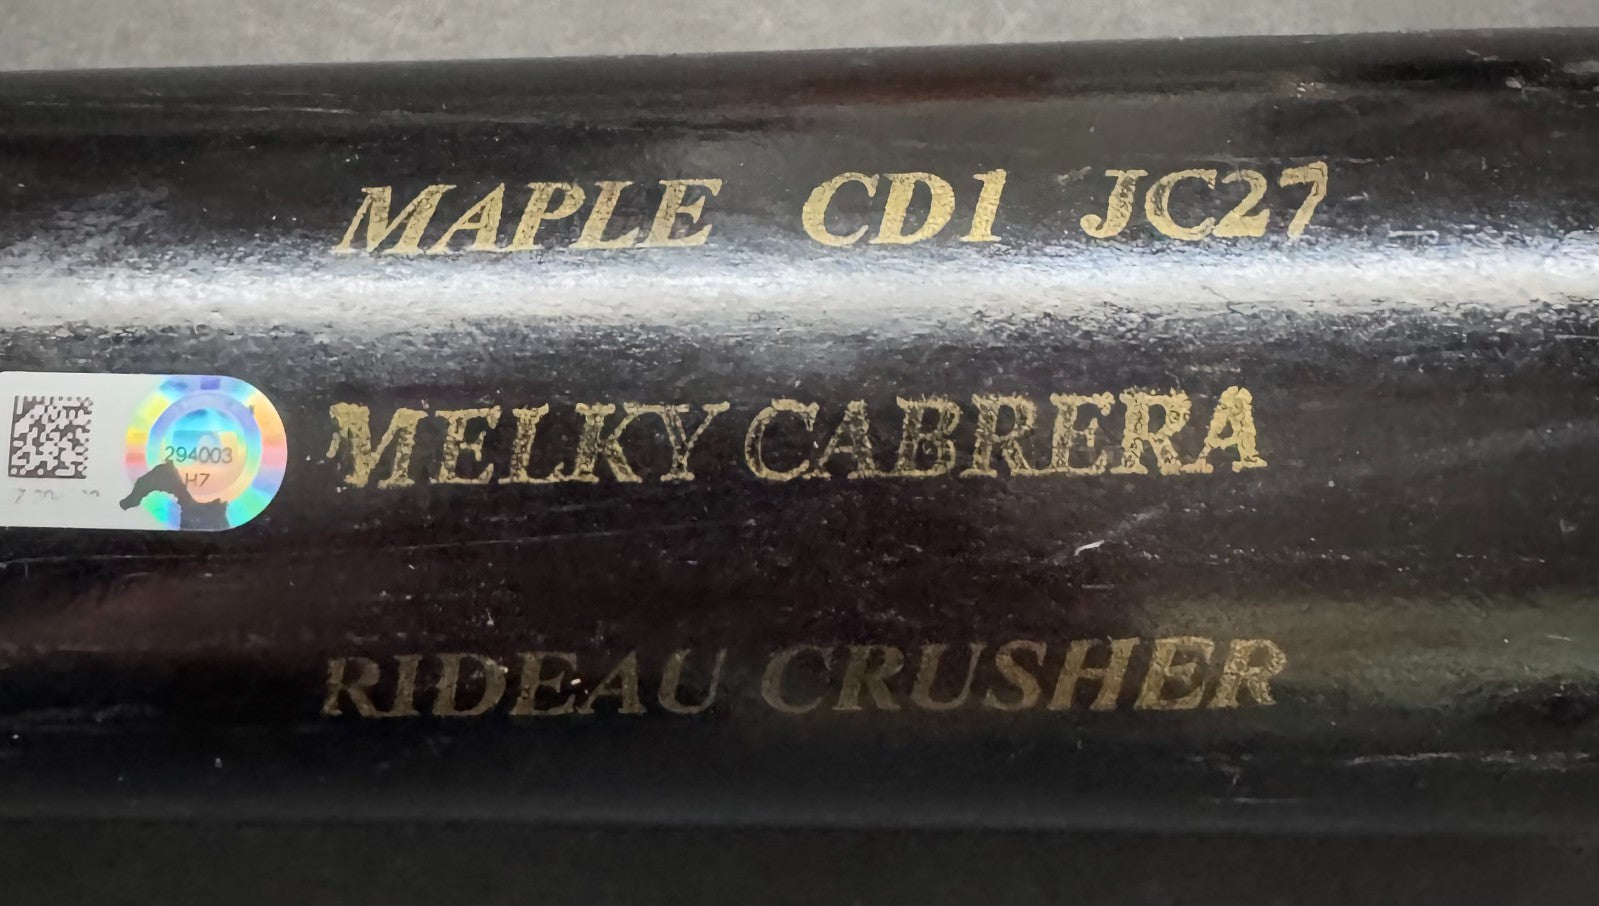 MAPLE CD1 JC27
MELKY CABRERA
294003
H7
RIDEAU CRUSHER